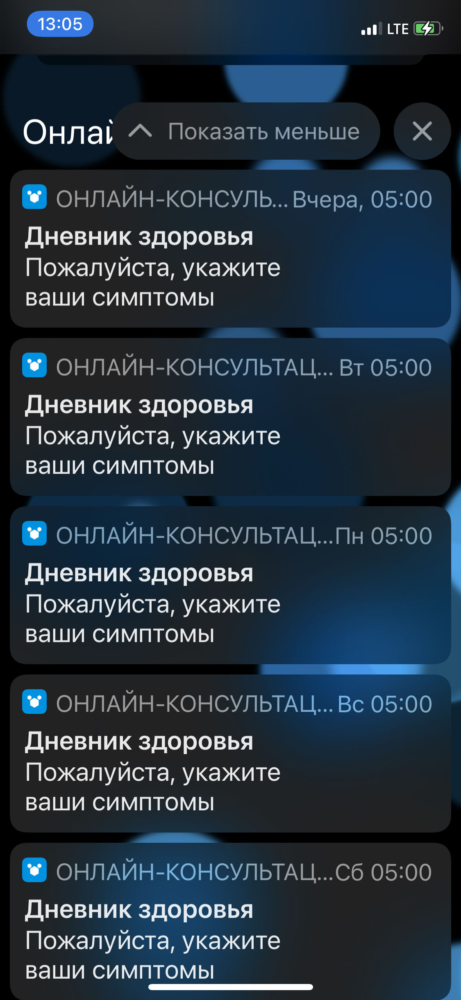 13:05
LTE
Онлай
Показать меньше
ОНЛАЙН-КОНСУЛЬ... Вчера, 05:00
Дневник здоровья
Пожалуйста, укажите
ваши симптомы
ОНЛАЙН-КОНСУЛЬТАЦ... Вт 05:00
Дневник здоровья
Пожалуйста, укажите
ваши симптомы
ОНЛАЙН-КОНСУЛЬТАЦ... Пн 05:00
Дневник здоровья
Пожалуйста, укажите
ваши симптомы
ОНЛАЙН-КОНСУЛЬТАЦ... Вс 05:00
Дневник здоровья
Пожалуйста, укажите
ваши симптомы
ОНЛАЙН-КОНСУЛЬТАЦ... Сб 05:00
Дневник здоровья
Пожалуйста, укажите
ваши симптомы